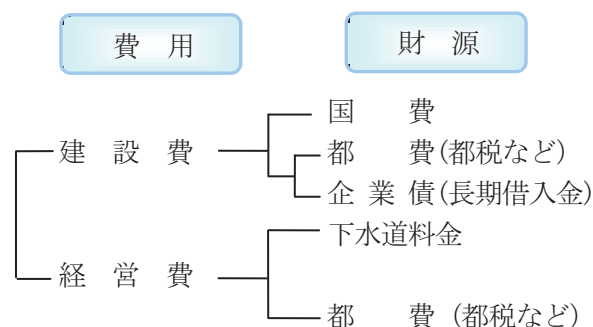 費用 財源
国費
建設費 都費(都税など)
企業債(長期借入金)
下水道料金
経営費
都費(都税など)